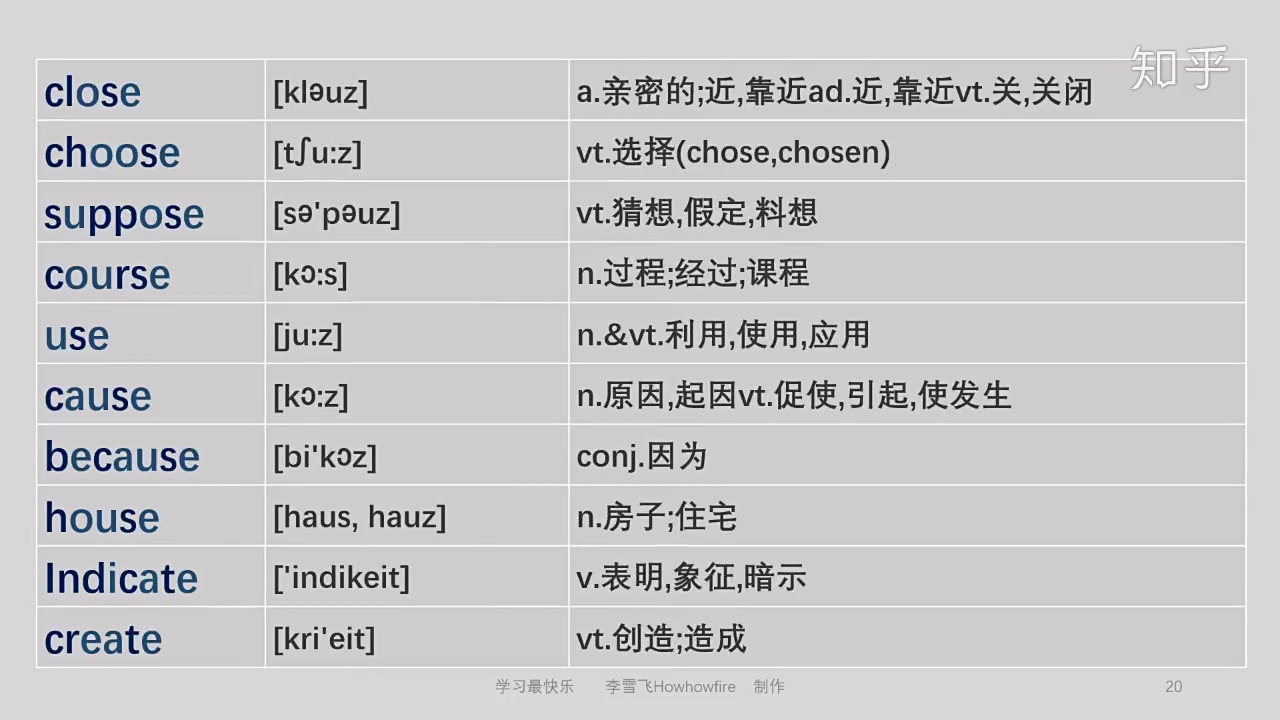 知乎
close [kləuz] a.亲密的;近,靠近ad.近,靠近vt.关,关闭
choose [tʃu:z] vt.选择(chose,chosen)
suppose [sə'pəuz] vt.猜想,假定,料想
course [kɔ:s] n.过程;经过;课程
use [ju:z] n.&vt.利用,使用,应用
cause [kɔ:z] n.原因,起因vt.促使,引起,使发生
because [bi'kɔz] conj.因为
house [haus, hauz] n.房子;住宅
Indicate ['indikeit] v.表明,象征,暗示
create [kri'eit] vt.创造;造成
学习最快乐 李雪飞Howhowfire 制作 20